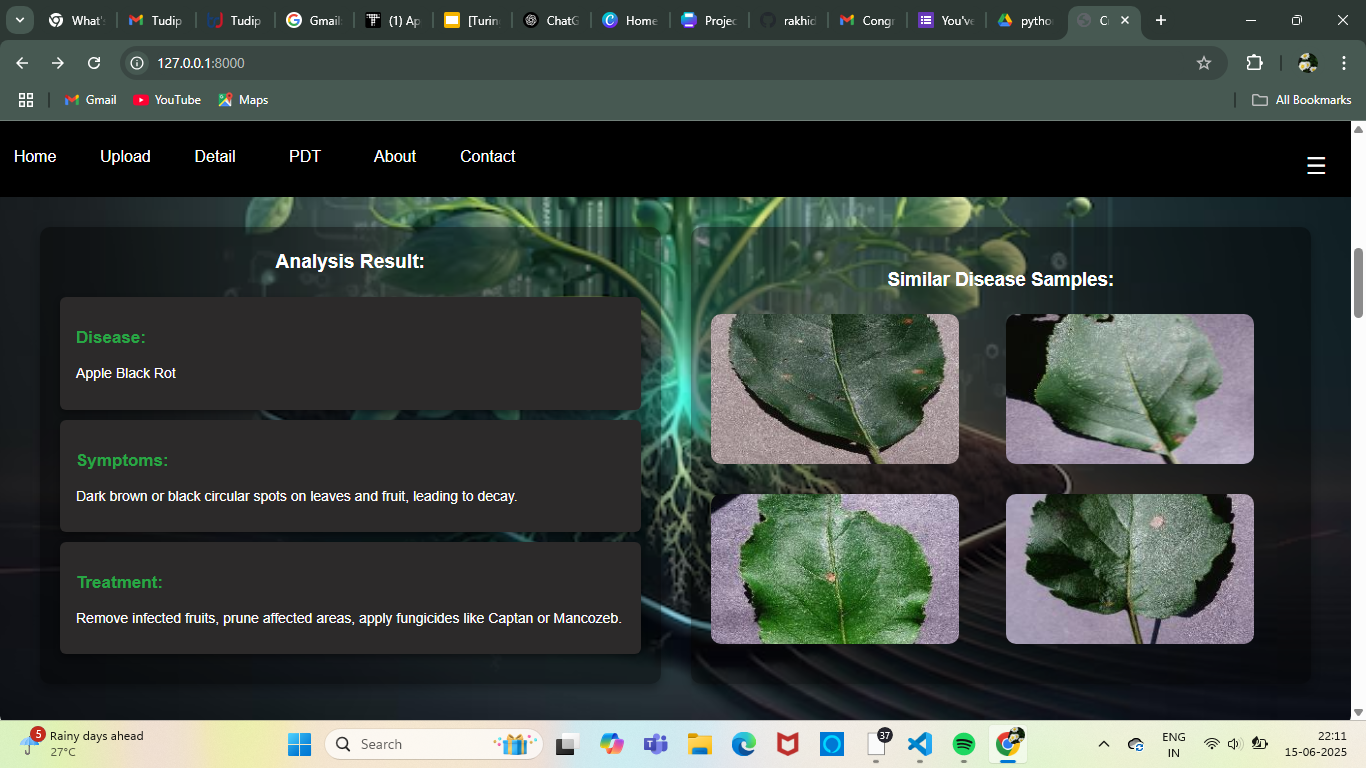 What's
Tudip
Tudip
Gmail
(1) Ap
[Turin
ChatG
Home
Projec
rakhid
Congr
You've
pytho
C
127.0.0.1:8000
Gmail
YouTube
Maps
All Bookmarks
Home
Upload
Detail
PDT
About
Contact
Analysis Result:
Disease:
Apple Black Rot
Symptoms:
Dark brown or black circular spots on leaves and fruit, leading to decay.
Treatment:
Remove infected fruits, prune affected areas, apply fungicides like Captan or Mancozeb.
Similar Disease Samples:
5
Rainy days ahead
27°C
Search
37
ENG
IN
22:11
15-06-2025